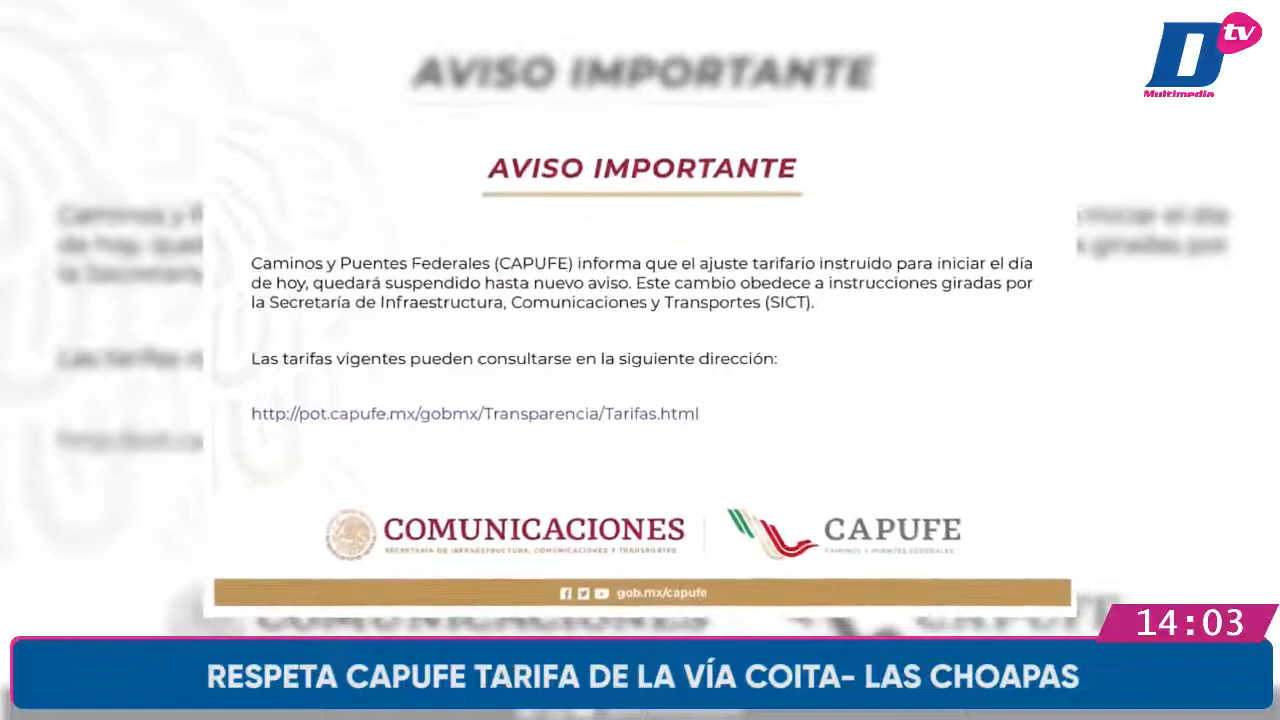 D tv
Multimedia
AVISO IMPORTANTE
AVISO IMPORTANTE
Caminos y Puentes Federales (CAPUFE) informa que el ajuste tarifario instruido para iniciar el día
de hoy, quedará suspendido hasta nuevo aviso. Este cambio obedece a instrucciones giradas por
la Secretaría de Infraestructura, Comunicaciones y Transportes (SICT).
Las tarifas vigentes pueden consultarse en la siguiente dirección:
http://pot.capufe.mx/gobmx/Transparencia/Tarifas.html
COMUNICACIONES
SECRETARÍA DE INFRAESTRUCTURA, COMUNICACIONES Y TRANSPORTES
CAPUFE
CAMINOS Y PUENTES FEDERALES
gob.mx/capufe
14:03
RESPETA CAPUFE TARIFA DE LA VÍA COITA- LAS CHOAPAS